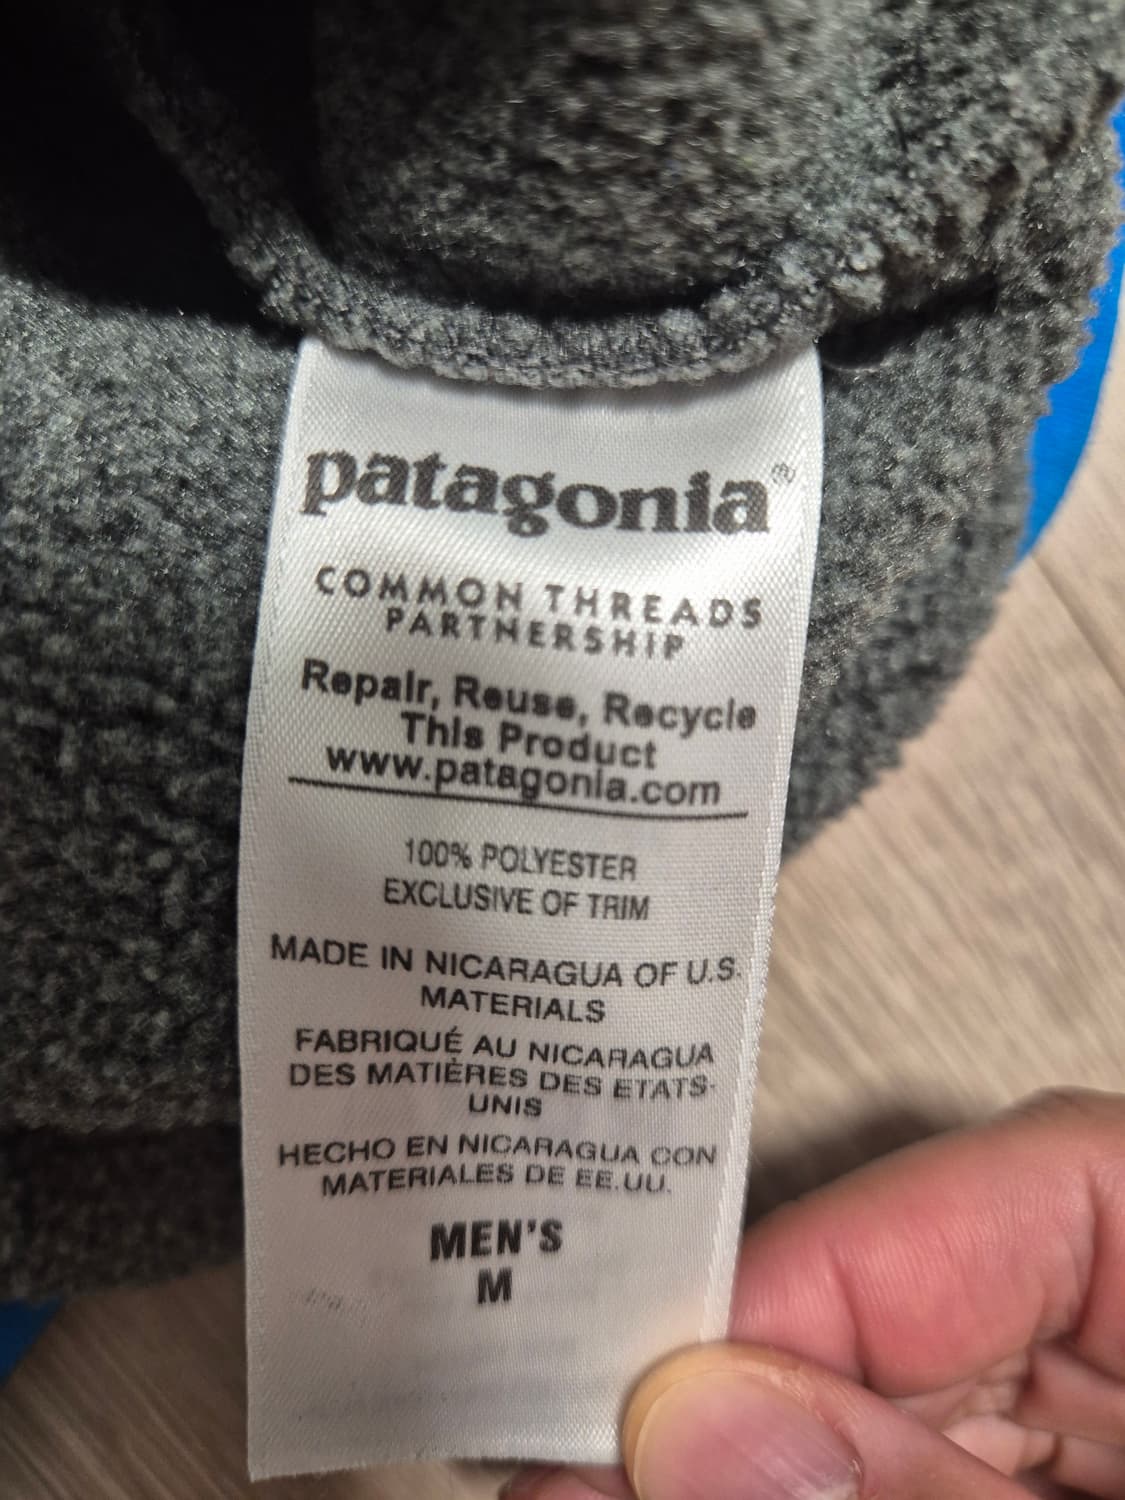 patagonia®
COMMON THREADS
PARTNERSHIP
Repair, Reuse, Recycle
This Product
www.patagonia.com
100% POLYESTER
EXCLUSIVE OF TRIM
MADE IN NICARAGUA OF U.S.
MATERIALS
FABRIQUÉ AU NICARAGUA
DES MATIÈRES DES ETATS-
UNIS
HECHO EN NICARAGUA CON
MATERIALES DE EE.UU.
MEN'S
M